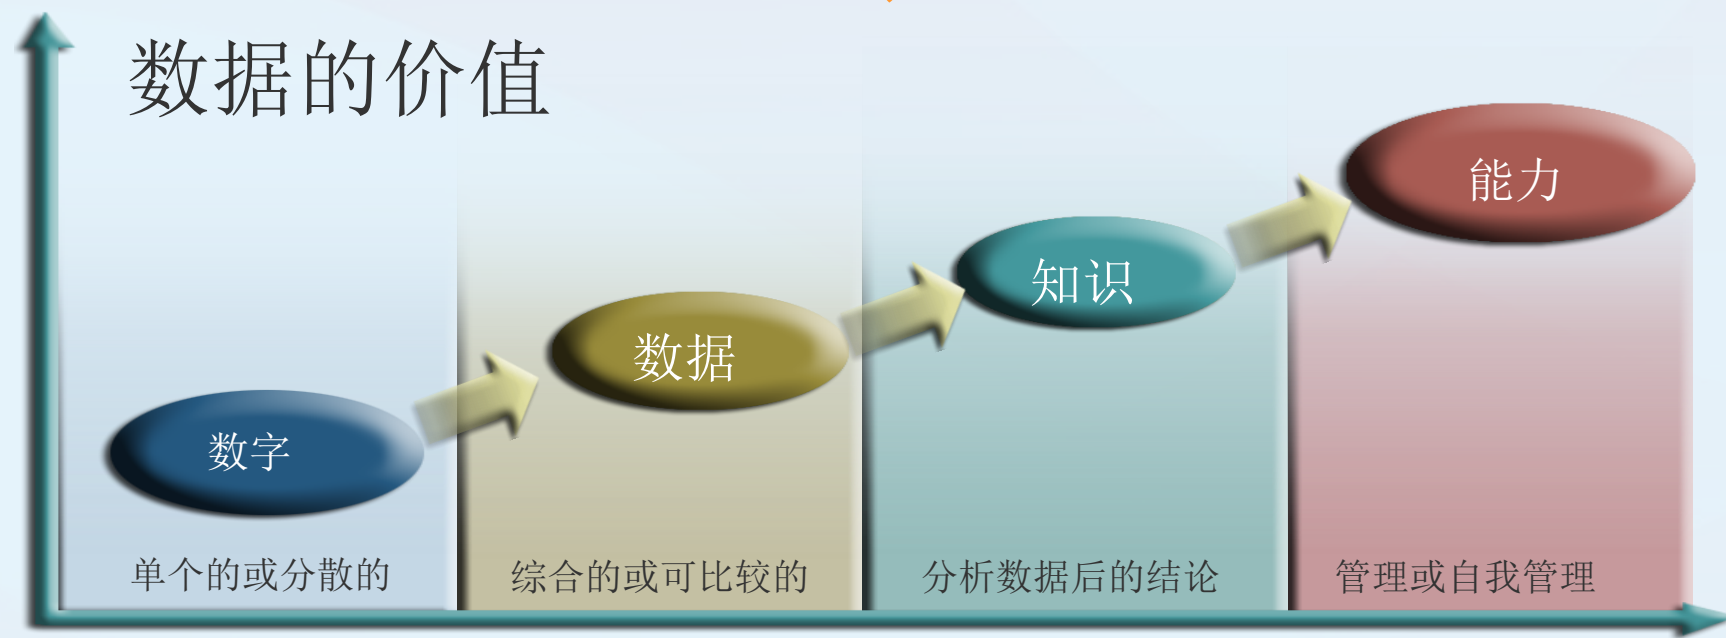 数据的价值
能力
知识
数据
数字
单个的或分散的
综合的或可比较的
分析数据后的结论
管理或自我管理